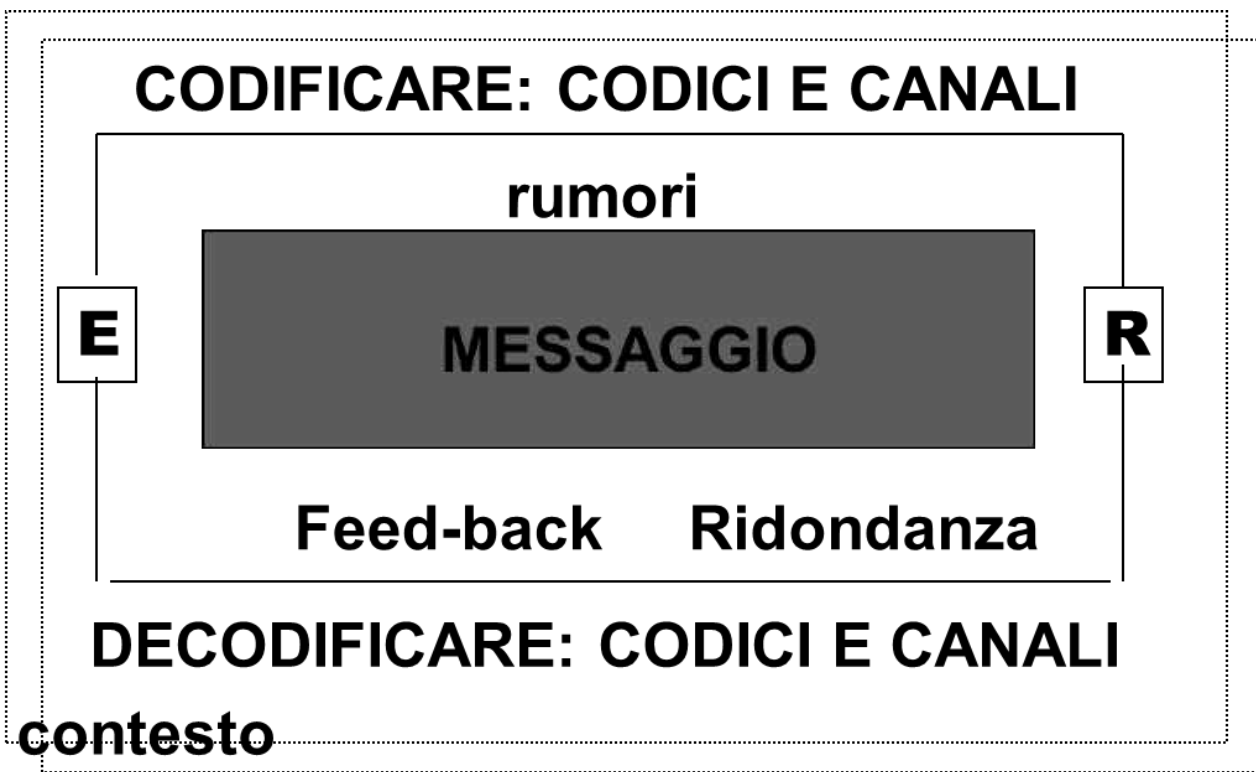 CODIFICARE: CODICI E CANALI
rumori
E
MESSAGGIO
R
Feed-back Ridondanza
DECODIFICARE: CODICI E CANALI
contesto